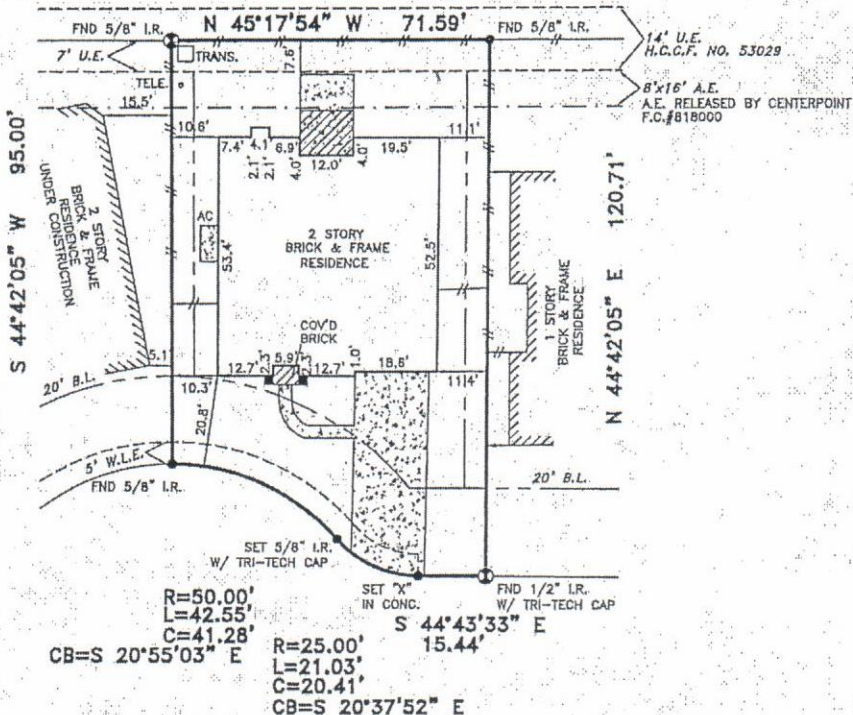 FND 5/8" I.R.
N 45°17'54" W 71.59'
FND 5/8" I.R.
7' U.E.
TRANS.
7.6'
14' U.E.
H.C.C.F. NO. 53029
TELE.
15.5'
8'x16' A.E.
A.E. RELEASED BY CENTERPOINT
F.C.#818000
10.6'
11.1'
7.4'
4.1'
6.9'
2.1'
2.1'
4.0'
12.0'
4.0'
19.5'
S 44°42'05" W 95.00'
2 STORY
BRICK & FRAME
RESIDENCE
UNDER CONSTRUCTION
AC
53.4'
2 STORY
BRICK & FRAME
RESIDENCE
52.5'
1 STORY
BRICK & FRAME
RESIDENCE
N 44°42'05" E 120.71'
COV'D
BRICK
5.1'
12.7'
2.3'
5.9'
2.3'
12.7'
1.0'
18.6'
20' B.L.
10.3'
11.4'
20.8'
5' W.L.E.
FND 5/8" I.R.
20' B.L.
SET 5/8" I.R.
W/ TRI-TECH CAP
SET "X"
IN CONC.
FND 1/2" I.R.
W/ TRI-TECH CAP
R=50.00'
L=42.55'
C=41.28'
CB=S 20°55'03" E
S 44°43'33" E
15.44'
R=25.00'
L=21.03'
C=20.41'
CB=S 20°37'52" E